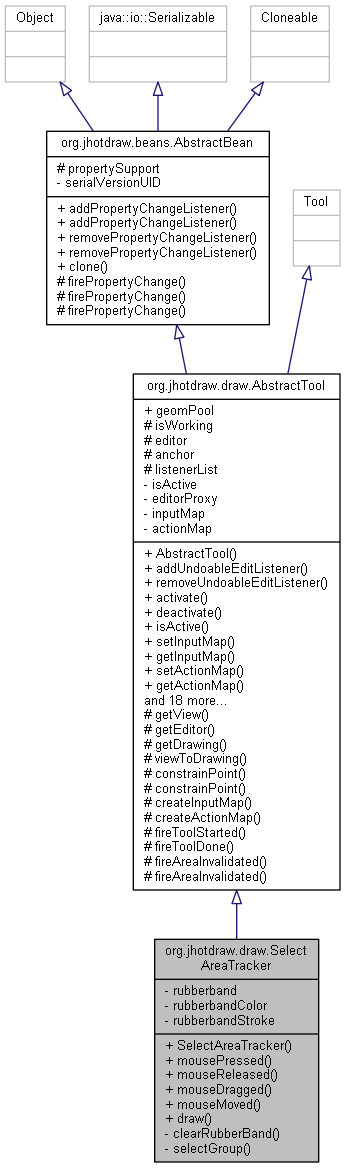 Object
java::io::Serializable
Cloneable
org.jhotdraw.beans.AbstractBean
# propertySupport
- serialVersionUID
+ addPropertyChangeListener()
+ addPropertyChangeListener()
+ removePropertyChangeListener()
+ removePropertyChangeListener()
+ clone()
# firePropertyChange()
# firePropertyChange()
# firePropertyChange()
Tool
org.jhotdraw.draw.AbstractTool
+ geomPool
# isWorking
# editor
# anchor
# listenerList
- isActive
- editorProxy
- inputMap
- actionMap
+ AbstractTool()
+ addUndoableEditListener()
+ removeUndoableEditListener()
+ activate()
+ deactivate()
+ isActive()
+ setInputMap()
+ getInputMap()
+ setActionMap()
+ getActionMap()
and 18 more...
# getView()
# getEditor()
# getDrawing()
# viewToDrawing()
# constrainPoint()
# constrainPoint()
# createInputMap()
# createActionMap()
# fireToolStarted()
# fireToolDone()
# fireAreaInvalidated()
# fireAreaInvalidated()
org.jhotdraw.draw.Select
AreaTracker
- rubberband
- rubberbandColor
- rubberbandStroke
+ SelectAreaTracker()
+ mousePressed()
+ mouseReleased()
+ mouseDragged()
+ mouseMoved()
+ draw()
- clearRubberBand()
- selectGroup()